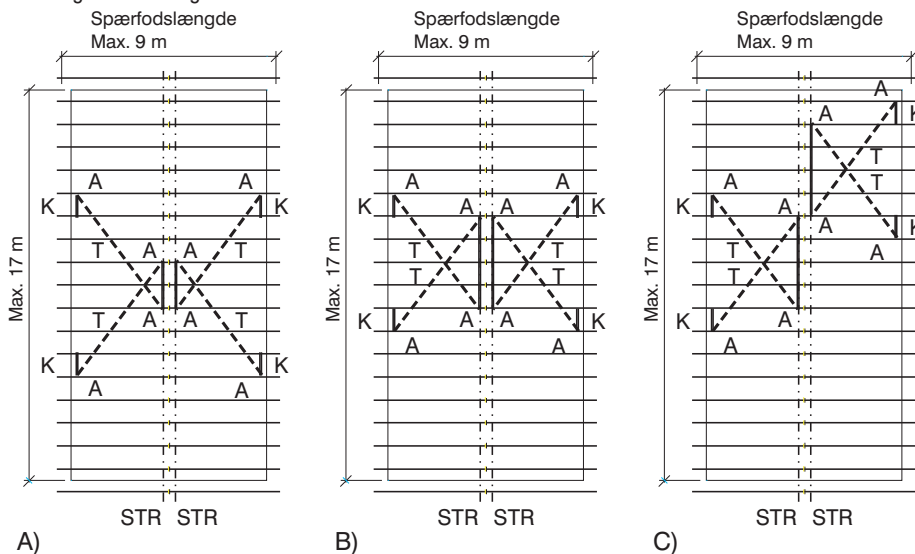 Spærfodslængde
Max. 9 m
Spærfodslængde
Max. 9 m
Spærfodslængde
Max. 9 m
Max. 17 m
A A
K K
T A A T
T A A T
K K
A A
STR STR
A)
Max. 17 m
A A
K A A K
T T
T T
K A A K
A A
STR STR
B)
Max. 17 m
A
A K
T
A T
K A A K
T A
T
K A
A
STR STR
C)